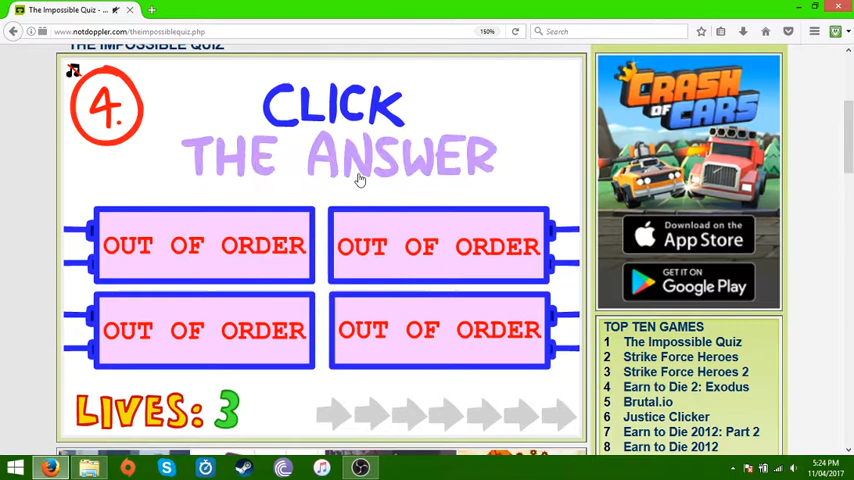 The Impossible Quiz - ...
www.notdoppler.com/theimpossiblequiz.php
150%
Search
THE IMPOSSIBLE QUIZ
4.
CLICK
THE ANSWER
OUT OF ORDER
OUT OF ORDER
OUT OF ORDER
OUT OF ORDER
LIVES: 3
CRASH
OF CARS
Download on the
App Store
GET IT ON
Google Play
TOP TEN GAMES
1 The Impossible Quiz
2 Strike Force Heroes
3 Strike Force Heroes 2
4 Earn to Die 2: Exodus
5 Brutal.io
6 Justice Clicker
7 Earn to Die 2012: Part 2
8 Earn to Die 2012
5:24 PM
11/04/2017